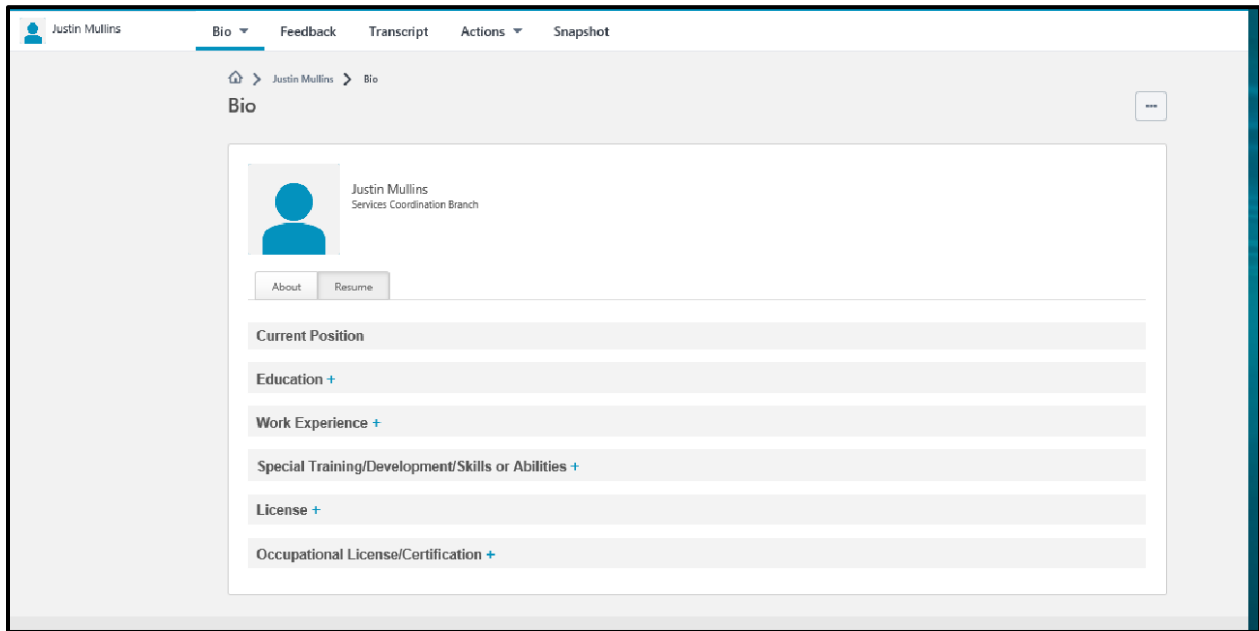 Justin Mullins
Bio Feedback Transcript Actions Snapshot
Justin Mullins Bio
Bio
Justin Mullins
Services Coordination Branch
About Resume
Current Position
Education +
Work Experience +
Special Training/Development/Skills or Abilities +
License +
Occupational License/Certification +